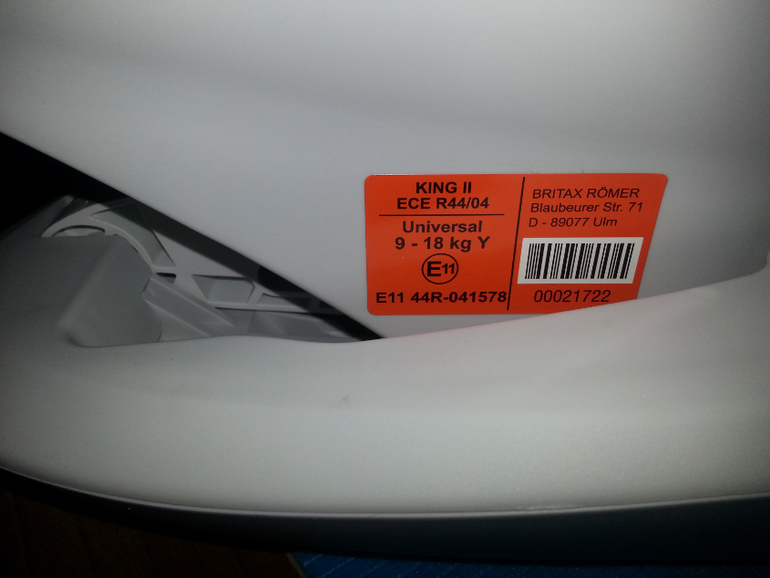 KING II
ECE R44/04
Universal
9 - 18 kg Y
E11
E11 44R-041578
BRITAX RÖMER
Blaubeurer Str. 71
D - 89077 Ulm
00021722